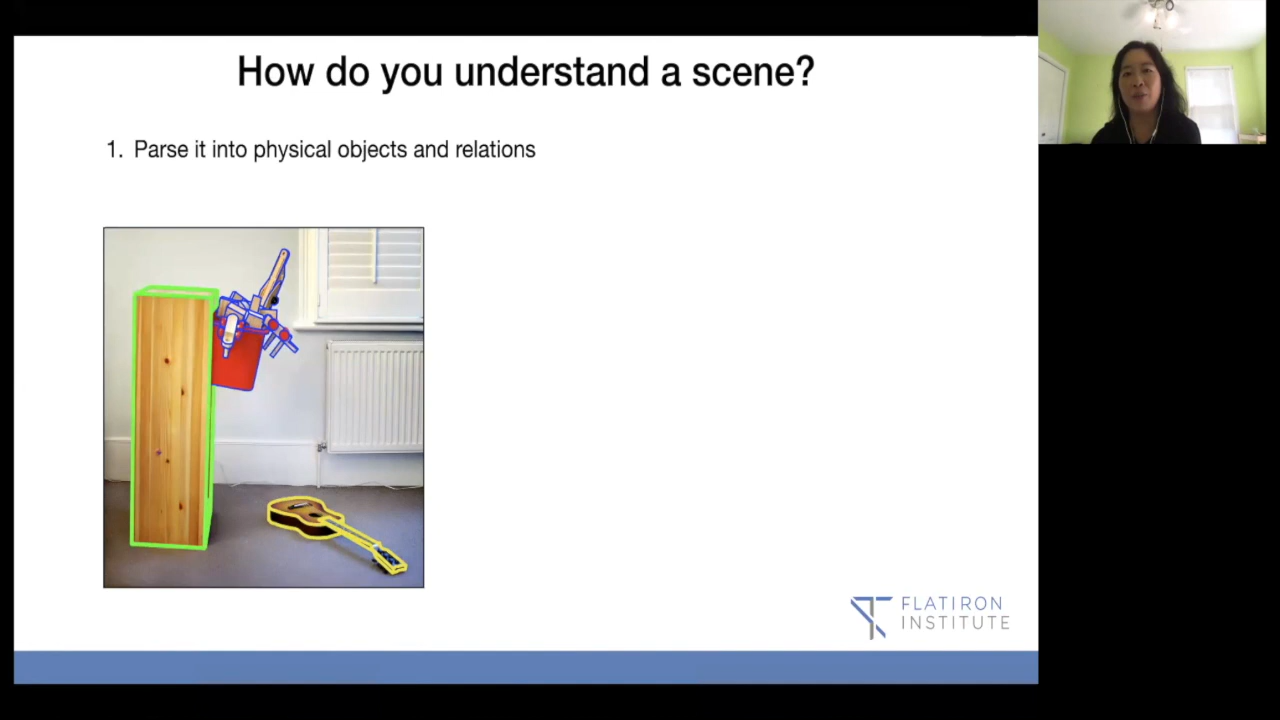 How do you understand a scene?
1. Parse it into physical objects and relations
FLATIRON
INSTITUTE